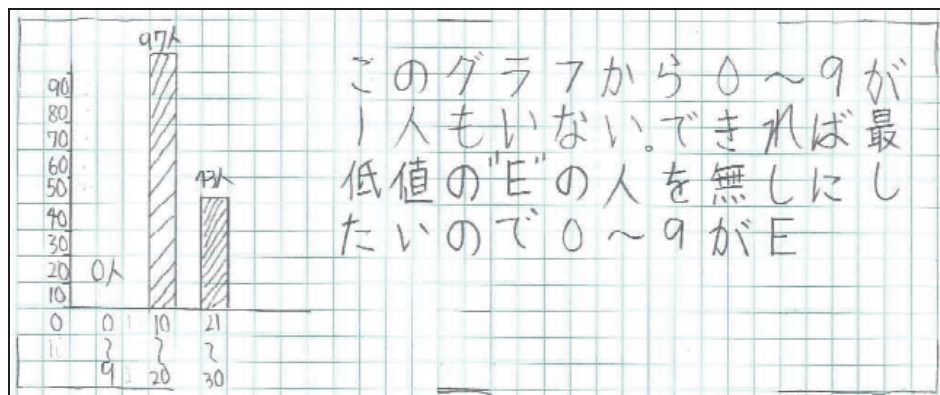 97人
90
80
70
60
50
40
30
20
10
0
0人
43人
0〜9
10〜20
21〜30
このグラフから0〜9が
1人もいない。できれば最
低値の"E"の人を無しにし
たいので0〜9がE